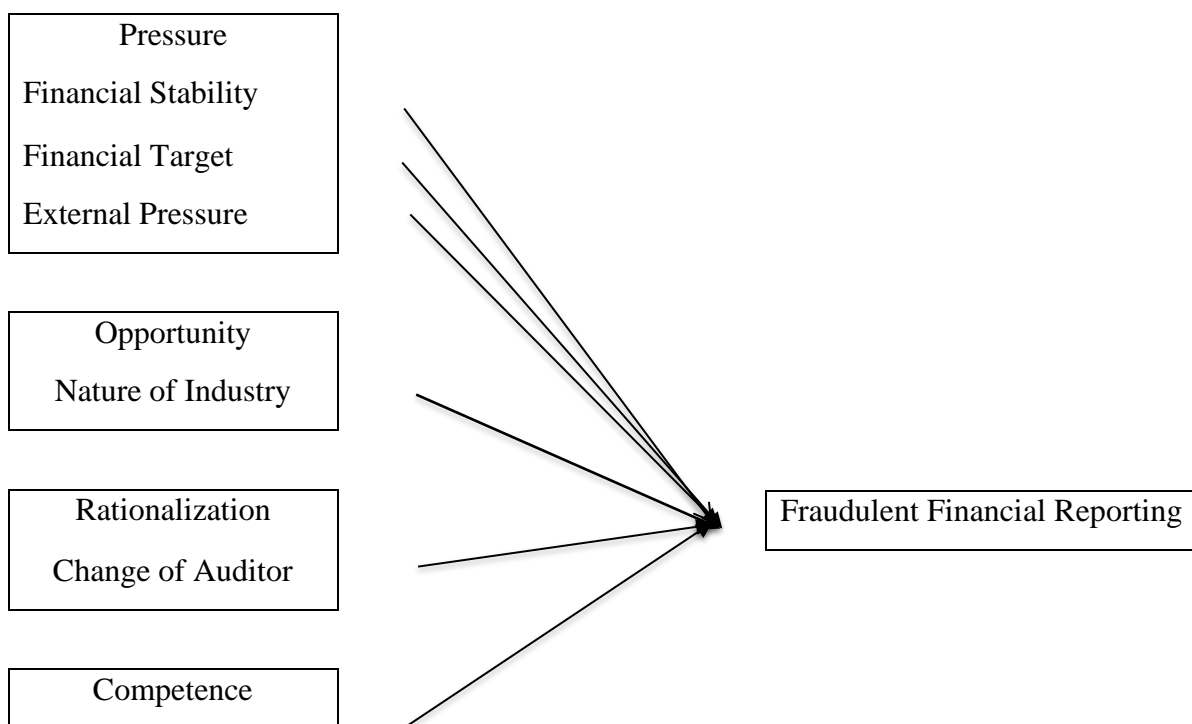 Pressure
Financial Stability
Financial Target
External Pressure
Opportunity
Nature of Industry
Rationalization
Change of Auditor
Fraudulent Financial Reporting
Competence